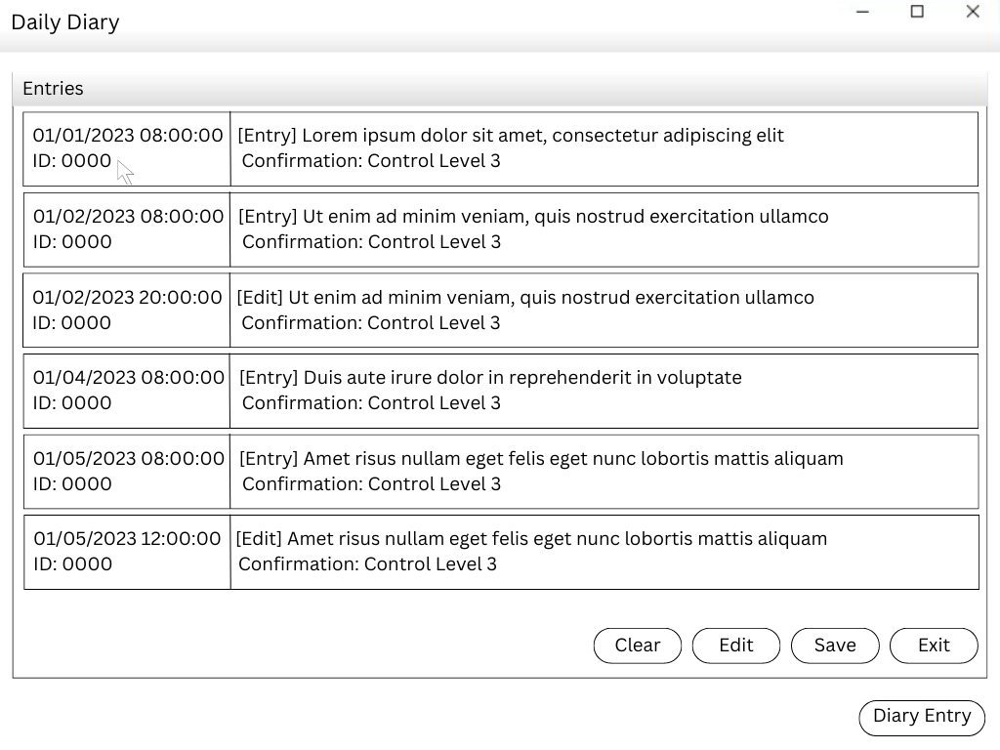 Daily Diary
Entries
01/01/2023 08:00:00 [Entry] Lorem ipsum dolor sit amet, consectetur adipiscing elit
ID: 0000 Confirmation: Control Level 3
01/02/2023 08:00:00 [Entry] Ut enim ad minim veniam, quis nostrud exercitation ullamco
ID: 0000 Confirmation: Control Level 3
01/02/2023 20:00:00 [Edit] Ut enim ad minim veniam, quis nostrud exercitation ullamco
ID: 0000 Confirmation: Control Level 3
01/04/2023 08:00:00 [Entry] Duis aute irure dolor in reprehenderit in voluptate
ID: 0000 Confirmation: Control Level 3
01/05/2023 08:00:00 [Entry] Amet risus nullam eget felis eget nunc lobortis mattis aliquam
ID: 0000 Confirmation: Control Level 3
01/05/2023 12:00:00 [Edit] Amet risus nullam eget felis eget nunc lobortis mattis aliquam
ID: 0000 Confirmation: Control Level 3
Clear Edit Save Exit
Diary Entry